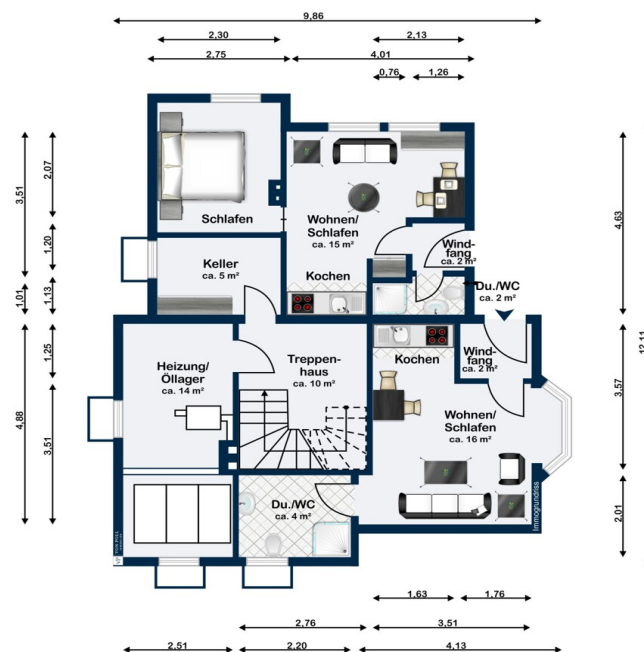 9,86
2,30
2,13
2,75
4,01
0,76
1,26
3,51
2,07
1,20
1,01
1,13
4,88
1,25
3,51
4,63
12,11
3,57
2,01
Schlafen
Wohnen/
Schlafen
ca. 15 m²
Kochen
Wind-
fang
ca. 2 m²
Keller
ca. 5 m²
Du./WC
ca. 2 m²
Heizung/
Öllager
ca. 14 m²
Treppen-
haus
ca. 10 m²
Kochen
Wind-
fang
ca. 2 m²
Wohnen/
Schlafen
ca. 16 m²
Du./WC
ca. 4 m²
Immogrundriss
1,63
1,76
2,76
3,51
2,51
2,20
4,13